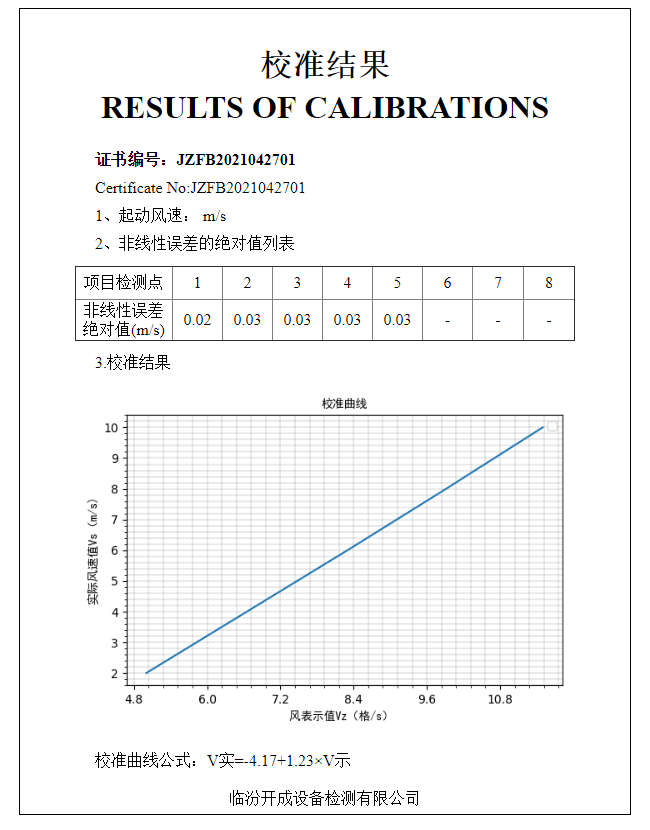 校准结果
RESULTS OF CALIBRATIONS
证书编号：JZFB2021042701
Certificate No:JZFB2021042701
1、起动风速： m/s
2、非线性误差的绝对值列表
项目检测点 1 2 3 4 5 6 7 8
非线性误差
绝对值(m/s) 0.02 0.03 0.03 0.03 0.03 - - -
3.校准结果
校准曲线
10
9
8
7
6
5
4
3
2
实际风速值Vs (m/s)
4.8 6.0 7.2 8.4 9.6 10.8
风表示值Vz（格/s）
校准曲线公式：V实=-4.17+1.23×V示
临汾开成设备检测有限公司